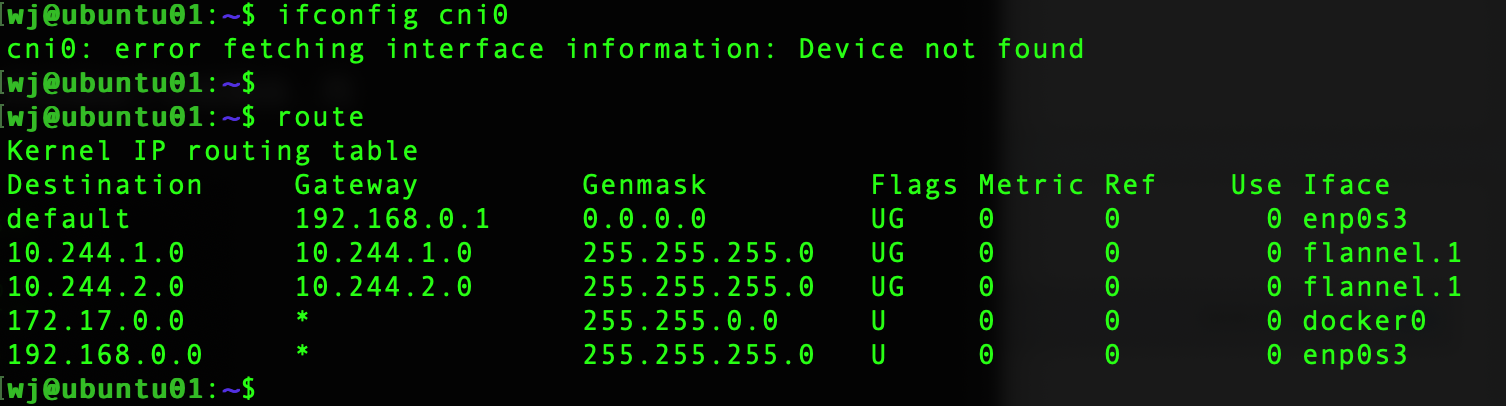 [wj@ubuntu01:~$ ifconfig cni0
cni0: error fetching interface information: Device not found
[wj@ubuntu01:~$
[wj@ubuntu01:~$ route
Kernel IP routing table
Destination     Gateway         Genmask         Flags Metric Ref    Use Iface
default         192.168.0.1     0.0.0.0         UG    0      0        0 enp0s3
10.244.1.0      10.244.1.0      255.255.255.0   UG    0      0        0 flannel.1
10.244.2.0      10.244.2.0      255.255.255.0   UG    0      0        0 flannel.1
172.17.0.0      *               255.255.0.0     U     0      0        0 docker0
192.168.0.0     *               255.255.255.0   U     0      0        0 enp0s3
[wj@ubuntu01:~$